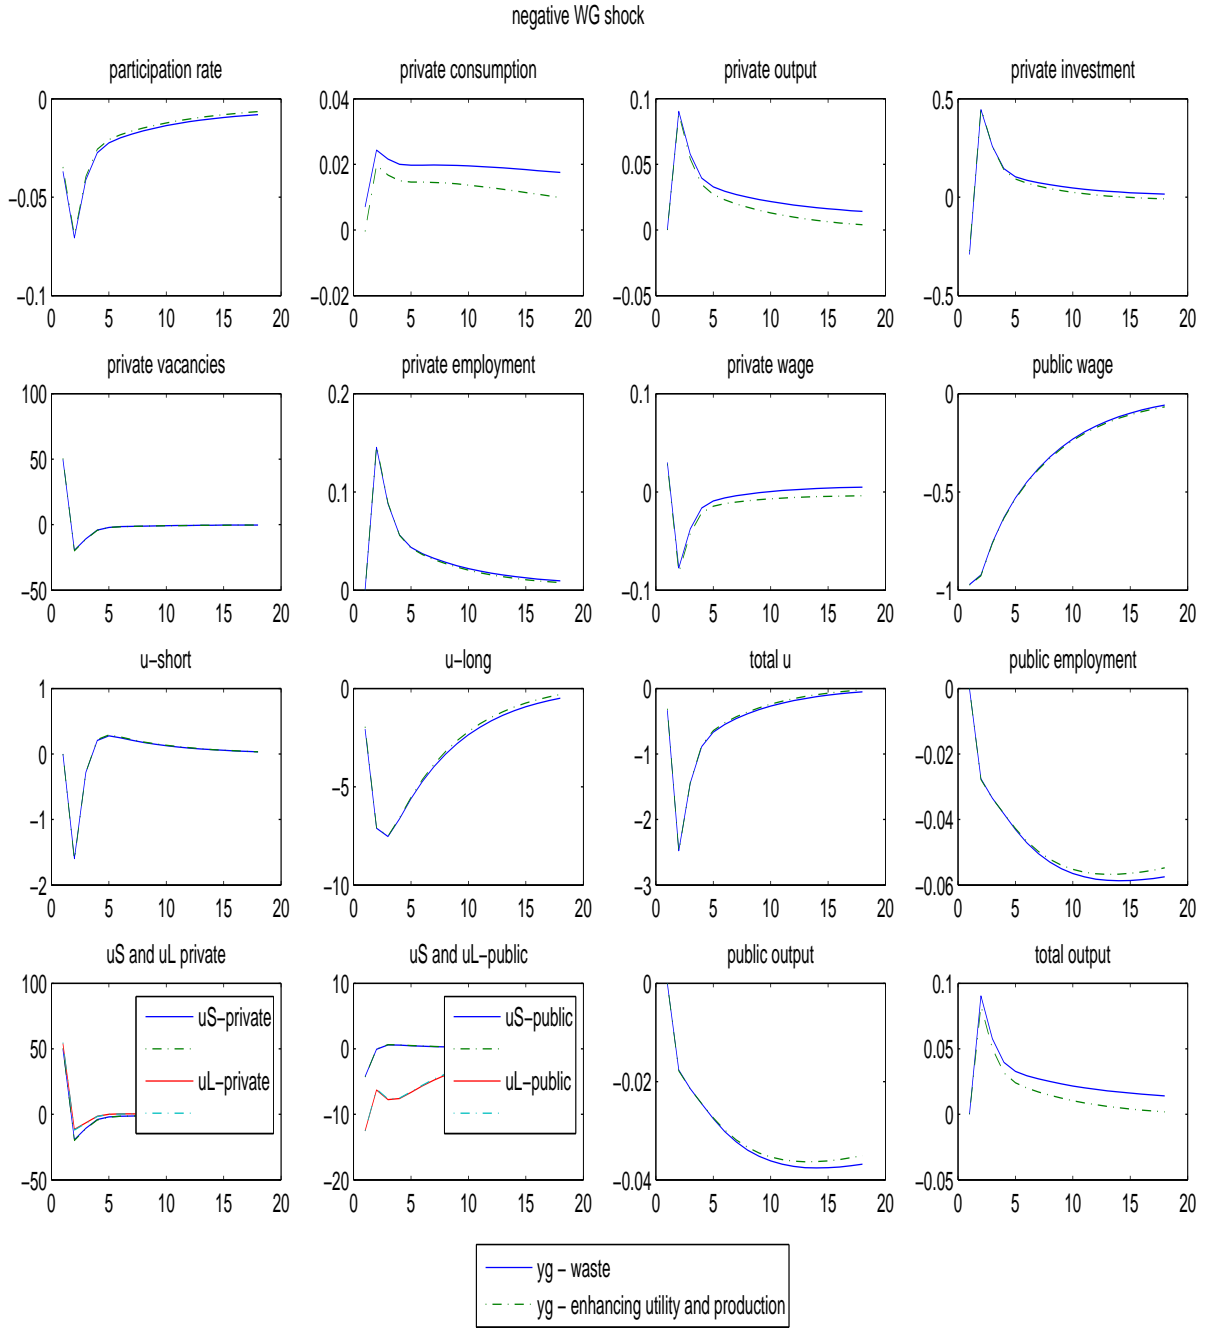 negative WG shock
participation rate
private consumption
private output
private investment
0
−0.05
−0.1
0 5 10 15 20
0.04
0.02
0
−0.02
0 5 10 15 20
0.1
0.05
0
−0.05
0 5 10 15 20
0.5
0
−0.5
0 5 10 15 20
private vacancies
private employment
private wage
public wage
100
50
0
−50
0 5 10 15 20
0.2
0.1
0
0 5 10 15 20
0.1
0
−0.1
0 5 10 15 20
0
−0.5
−1
0 5 10 15 20
u−short
u−long
total u
public employment
1
0
−1
−2
0 5 10 15 20
0
−5
−10
0 5 10 15 20
0
−1
−2
−3
0 5 10 15 20
0
−0.02
−0.04
−0.06
0 5 10 15 20
uS and uL private
uS and uL−public
public output
total output
100
50
0
−50
0 5 10 15 20
uS−private
uL−private
10
0
−10
−20
0 5 10 15 20
uS−public
uL−public
0
−0.02
−0.04
0 5 10 15 20
0.1
0.05
0
−0.05
0 5 10 15 20
yg − waste
yg − enhancing utility and production